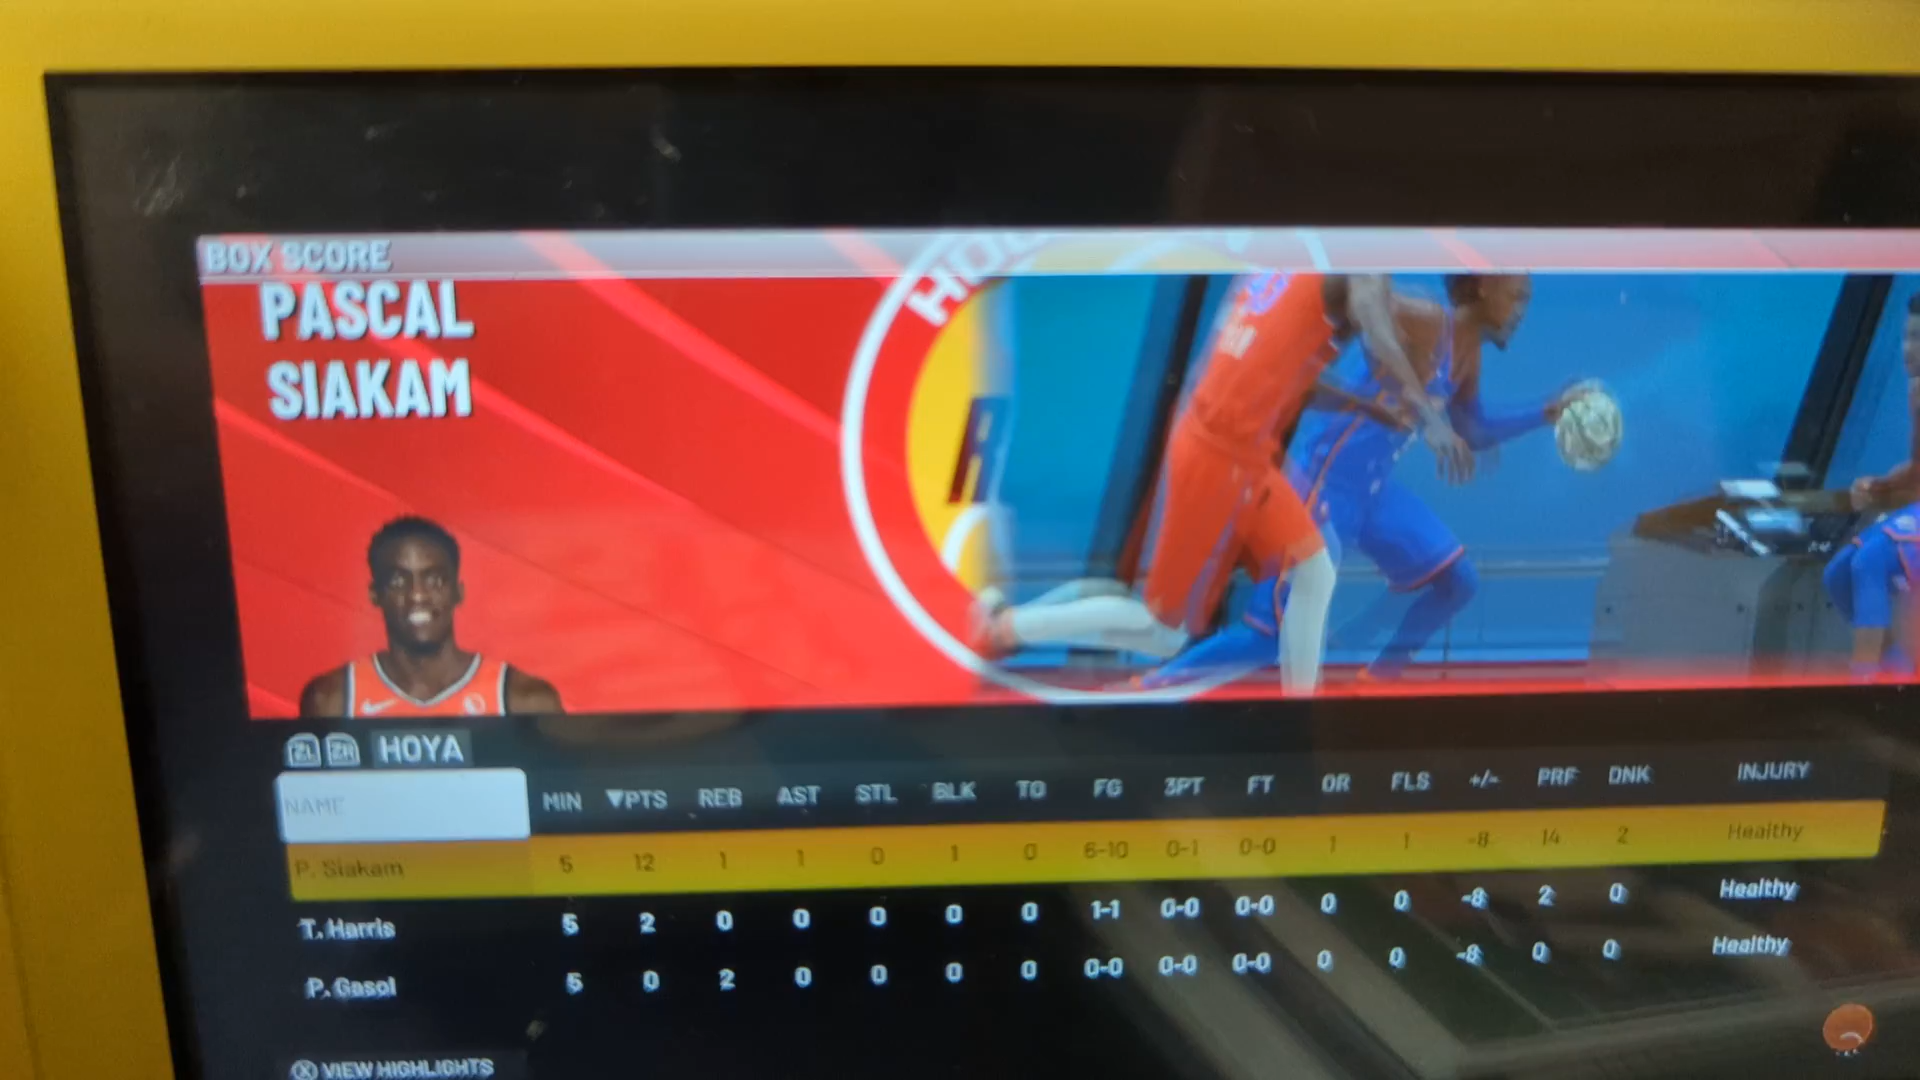 BOX SCORE
PASCAL
SIAKAM
ZL ZR HOYA
NAME MIN ▼PTS REB AST STL BLK TO FG 3PT FT OR FLS +/- PRF DNK INJURY
P. Siakam 5 12 1 1 0 1 0 6-10 0-1 0-0 1 1 -8 14 2 Healthy
T. Harris 5 2 0 0 0 0 0 1-1 0-0 0-0 0 0 -8 2 0 Healthy
P. Gasol 5 0 2 0 0 0 0 0-0 0-0 0-0 0 0 -8 0 0 Healthy
X VIEW HIGHLIGHTS